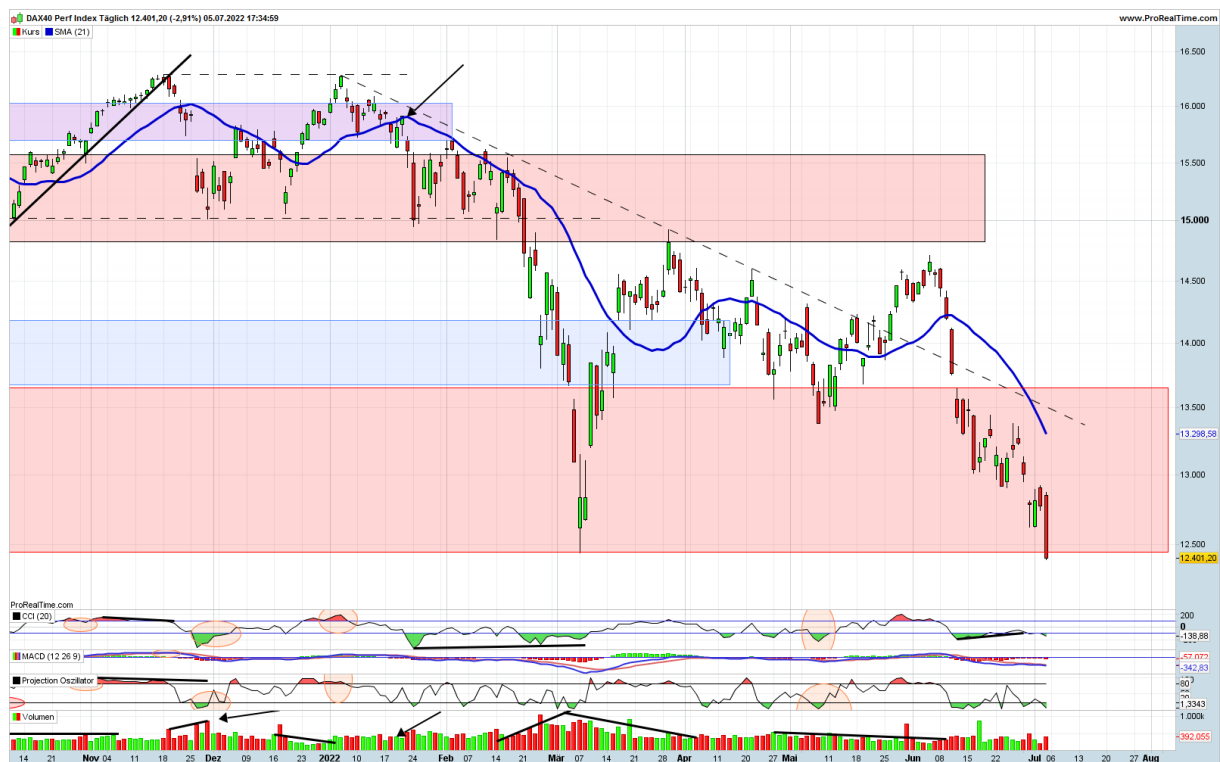 DAX40 Perf Index Täglich 12.401,20 (-2,91%) 05.07.2022 17:34:59
www.ProRealTime.com
Kurs SMA (21)
16.500
16.000
15.500
15.000
14.500
14.000
13.500
13.298,58
13.000
12.500
12.401,20
ProRealTime.com
CCI (20)
200
0
-138,88
MACD (12 26 9)
-57,072
-342,83
Projection Oszillator
80
1,3343
Volumen
1.000k
392.055
14 21 Nov 04 11 18 25 Dez 09 16 23 2022 10 17 24 Feb 07 14 21 Mär 07 14 21 28 Apr 11 20 27 Mai 11 18 25 Jun 08 15 22 Jul 06 13 20 27 Aug